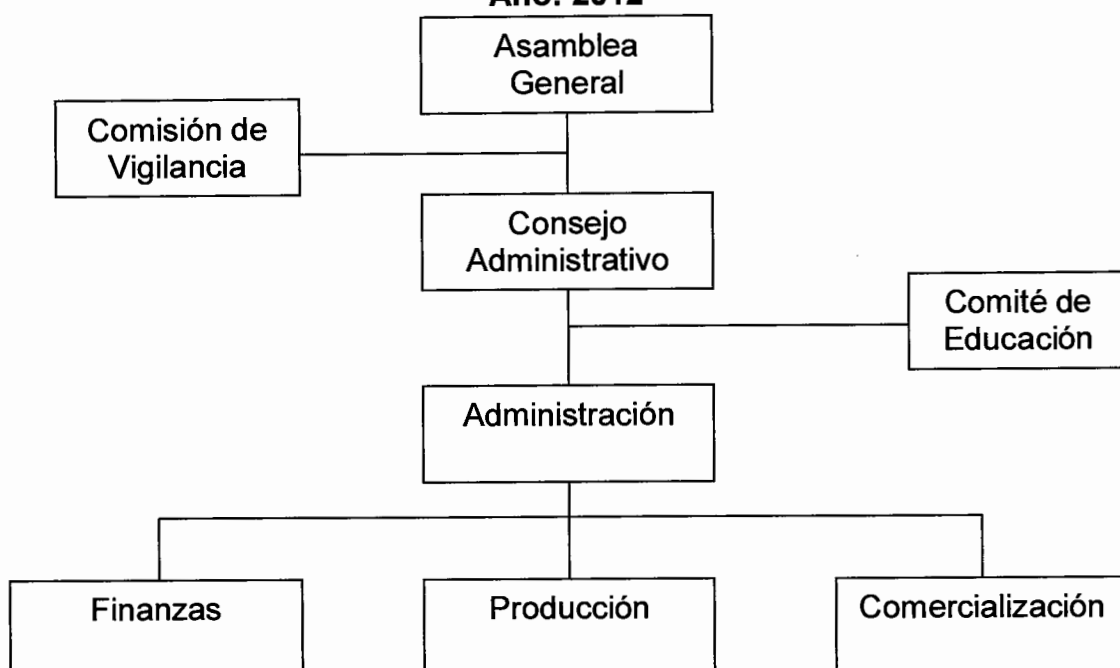 Asamblea
General
Comisión de
Vigilancia
Consejo
Administrativo
Comité de
Educación
Administración
Finanzas
Producción
Comercialización